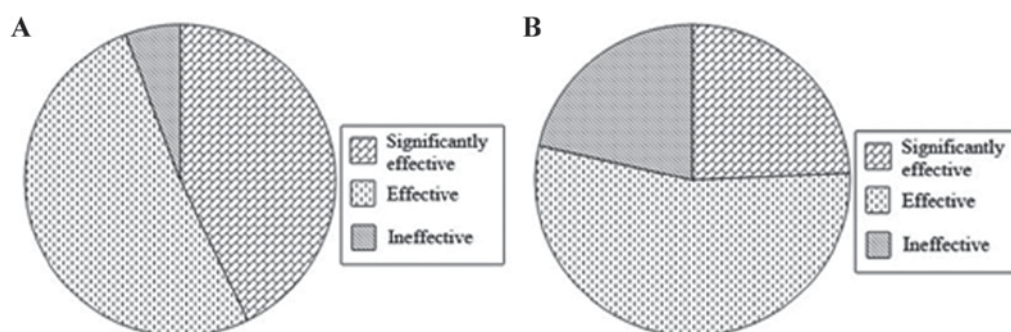 A
Significantly
effective
Effective
Ineffective
B
Significantly
effective
Effective
Ineffective